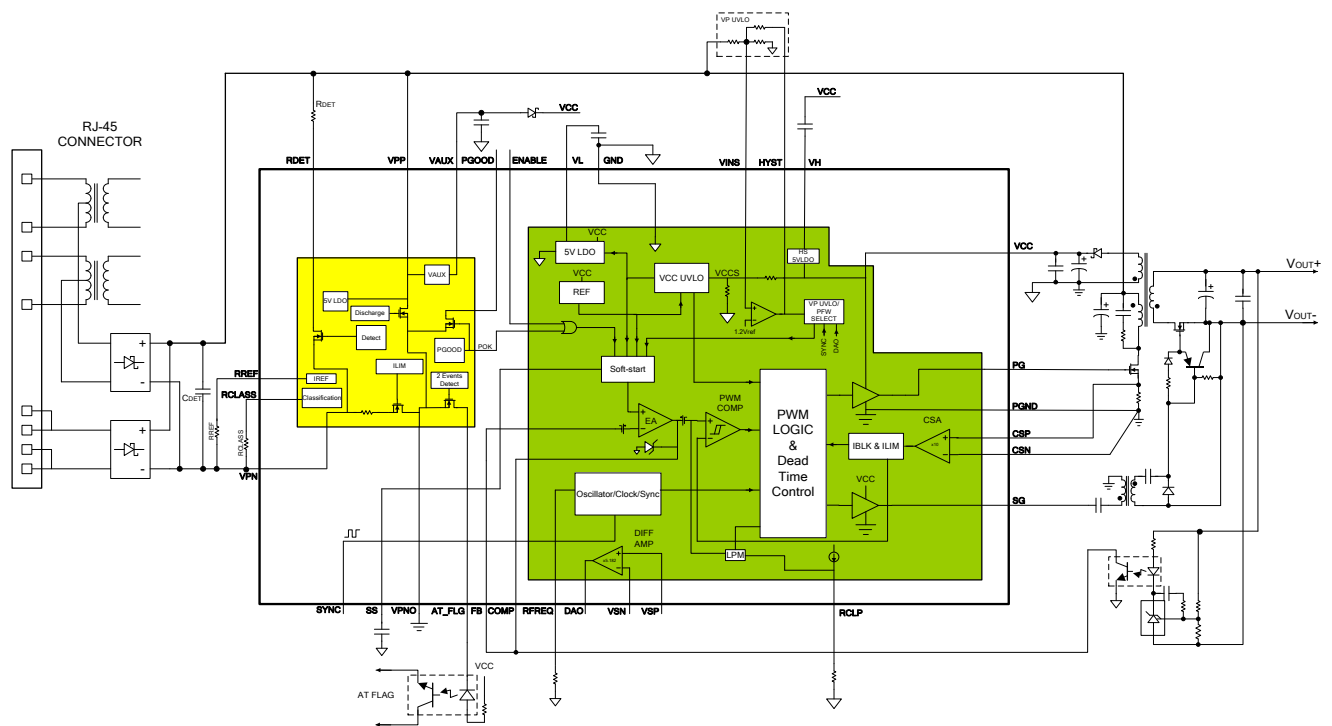 VP UVLO
RDET
VCC
VCC
RJ-45
CONNECTOR
RDET
VPP
VAUX
PGOOD
ENABLE
VL
GND
VINS
HYST
VH
VCC
5V LDO
HS
5VLDO
VCC
VAUX
VCC
REF
VCC UVLO
VCCS
5V LDO
Discharge
1.2Vref
VP UVLO/
PFW
SELECT
VOUT+
VOUT-
Detect
PGOOD
POK
SYNC
DAO
ILIM
Soft-start
RREF
IREF
2 Events
Detect
PG
RCLASS
Classification
CDET
RREF
RCLASS
EA
PWM
COMP
PWM
LOGIC
&
Dead
Time
Control
PGND
CSA
CSP
IBLK & ILIM
CSN
VPN
VCC
Oscillator/Clock/Sync
SG
DIFF
AMP
LPM
SYNC
SS
VPNO
AT_FLG
FB
COMP
RFREQ
DAO
VSN
VSP
RCLP
VCC
AT FLAG